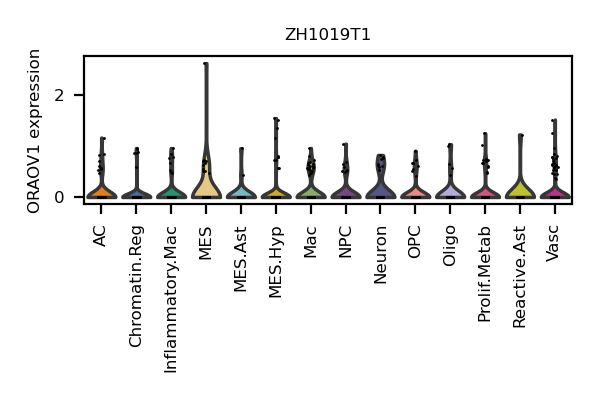 ZH1019T1
ORAOV1 expression
2
0
AC
Chromatin.Reg
Inflammatory.Mac
MES
MES.Ast
MES.Hyp
Mac
NPC
Neuron
OPC
Oligo
Prolif.Metab
Reactive.Ast
Vasc